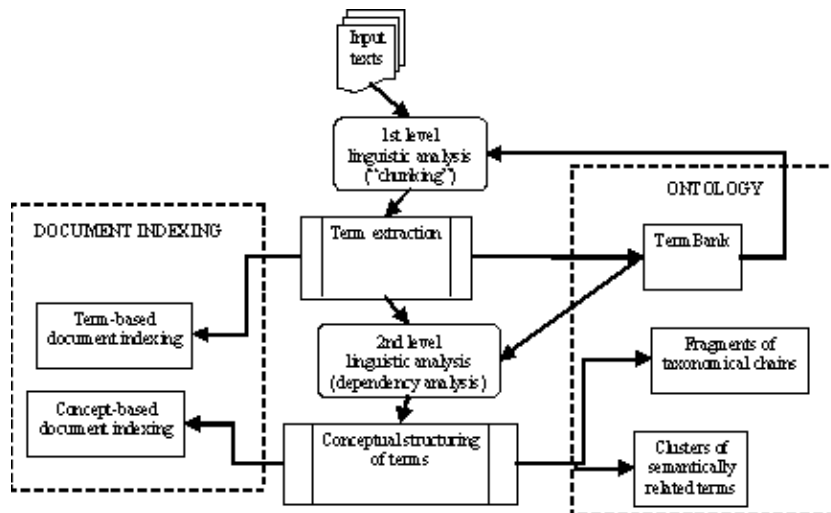 Input
texts
1st level
linguistic analysis
("chunking")
ONTOLOGY
DOCUMENT INDEXING
Term extraction
Term Bank
Term-based
document indexing
2nd level
linguistic analysis
(dependency analysis)
Fragments of
taxonomical chains
Concept-based
document indexing
Conceptual structuring
of terms
Clusters of
semantically
related terms